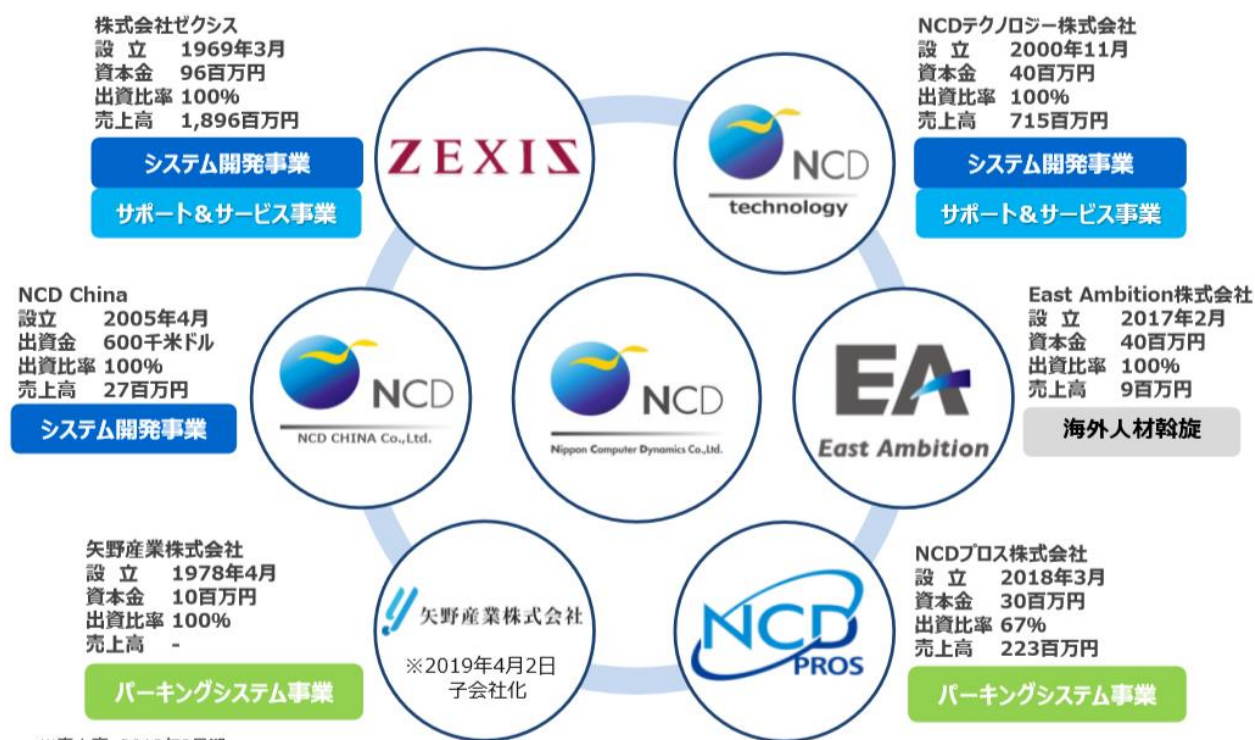 株式会社ゼクシス
設 立 1969年3月
資本金 96百万円
出資比率 100%
売上高 1,896百万円
システム開発事業
サポート&サービス事業
ZEXIS
NCD
technology
NCDテクノロジー株式会社
設 立 2000年11月
資本金 40百万円
出資比率 100%
売上高 715百万円
システム開発事業
サポート&サービス事業
NCD China
設立 2005年4月
出資金 600千米ドル
出資比率 100%
売上高 27百万円
システム開発事業
NCD
NCD CHINA Co.,Ltd.
NCD
Nippon Computer Dynamics Co.,Ltd.
EA
East Ambition
East Ambition株式会社
設 立 2017年2月
資本金 40百万円
出資比率 100%
売上高 9百万円
海外人材斡旋
矢野産業株式会社
設 立 1978年4月
資本金 10百万円
出資比率 100%
売上高 -
パーキングシステム事業
矢野産業株式会社
※2019年4月2日
子会社化
NCD
PROS
NCDプロス株式会社
設 立 2018年3月
資本金 30百万円
出資比率 67%
売上高 223百万円
パーキングシステム事業